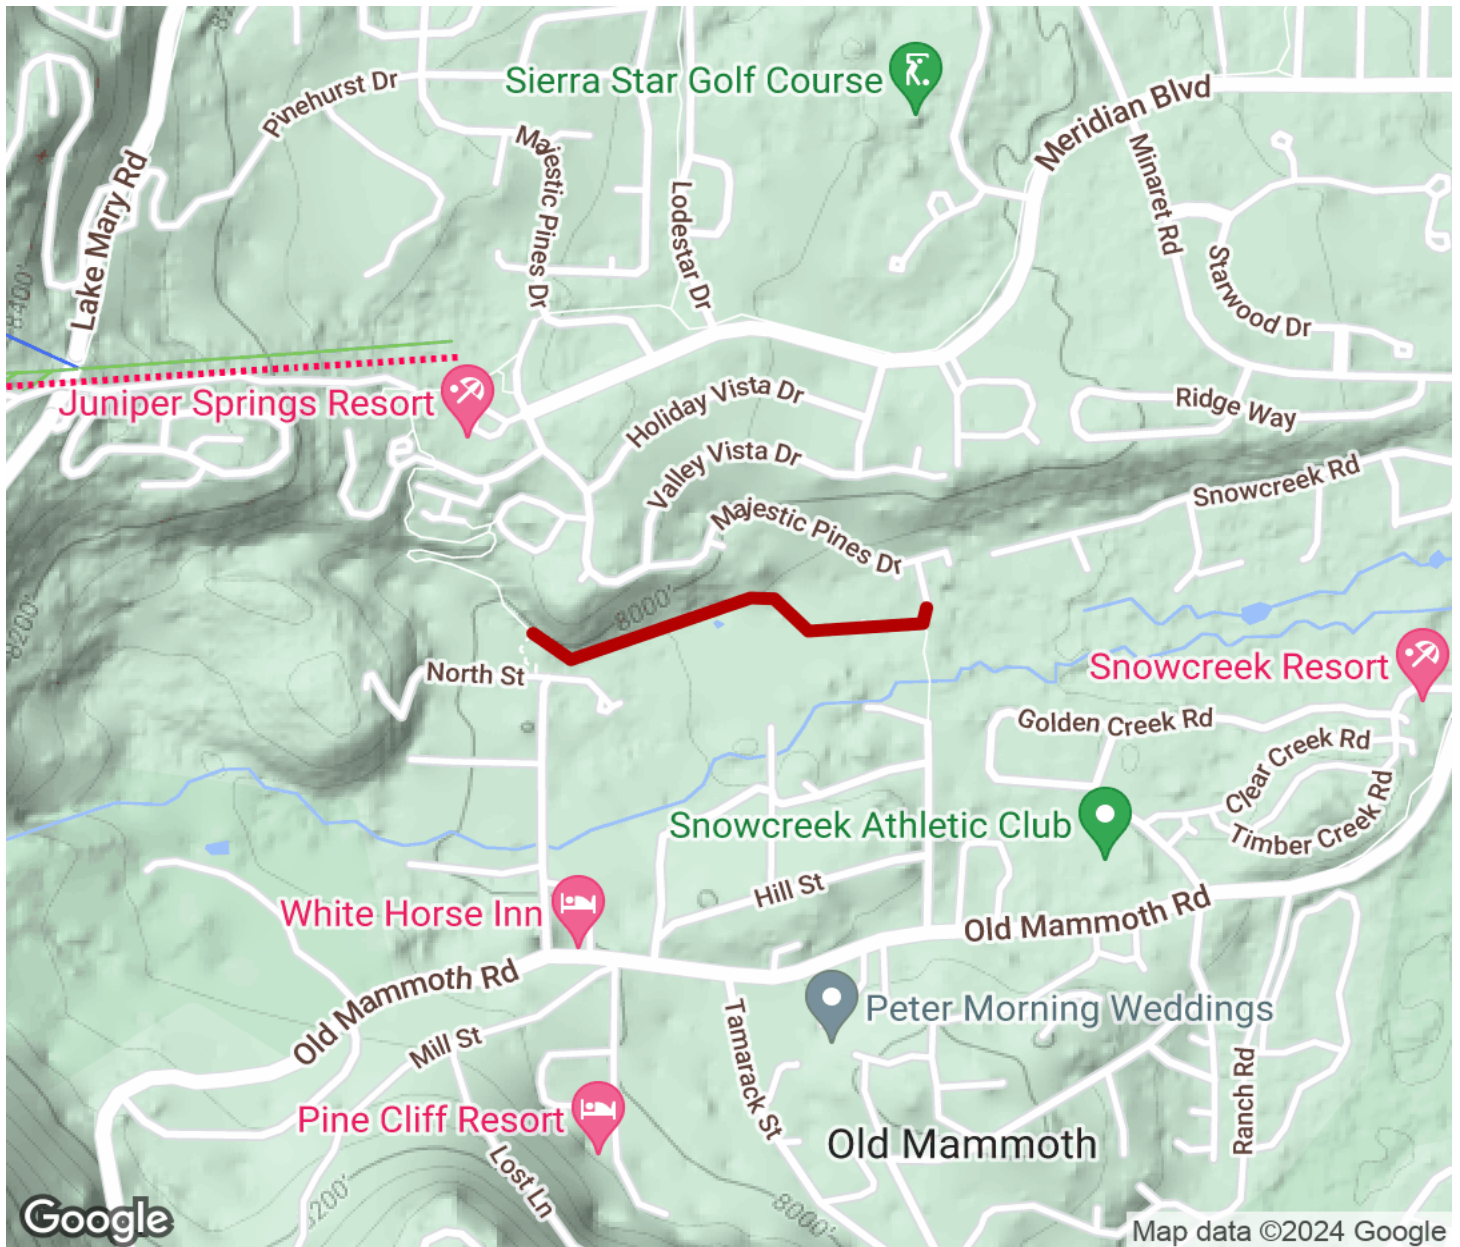 Sierra Star Golf Course
Pinehurst Dr
Meridian Blvd
Majestic Pines Dr
Minaret Rd
Lake Mary Rd
Lodestar Dr
Starwood Dr
8400'
Juniper Springs Resort
Holiday Vista Dr
Ridge Way
Valley Vista Dr
Snowcreek Rd
Majestic Pines Dr
8000'
8200'
North St
Snowcreek Resort
Golden Creek Rd
Clear Creek Rd
Timber Creek Rd
Snowcreek Athletic Club
Hill St
White Horse Inn
Old Mammoth Rd
Old Mammoth Rd
Peter Morning Weddings
Mill St
Tamarack St
Ranch Rd
Pine Cliff Resort
Old Mammoth
Lost Ln
8200'
8000'
Google
Map data ©2024 Google